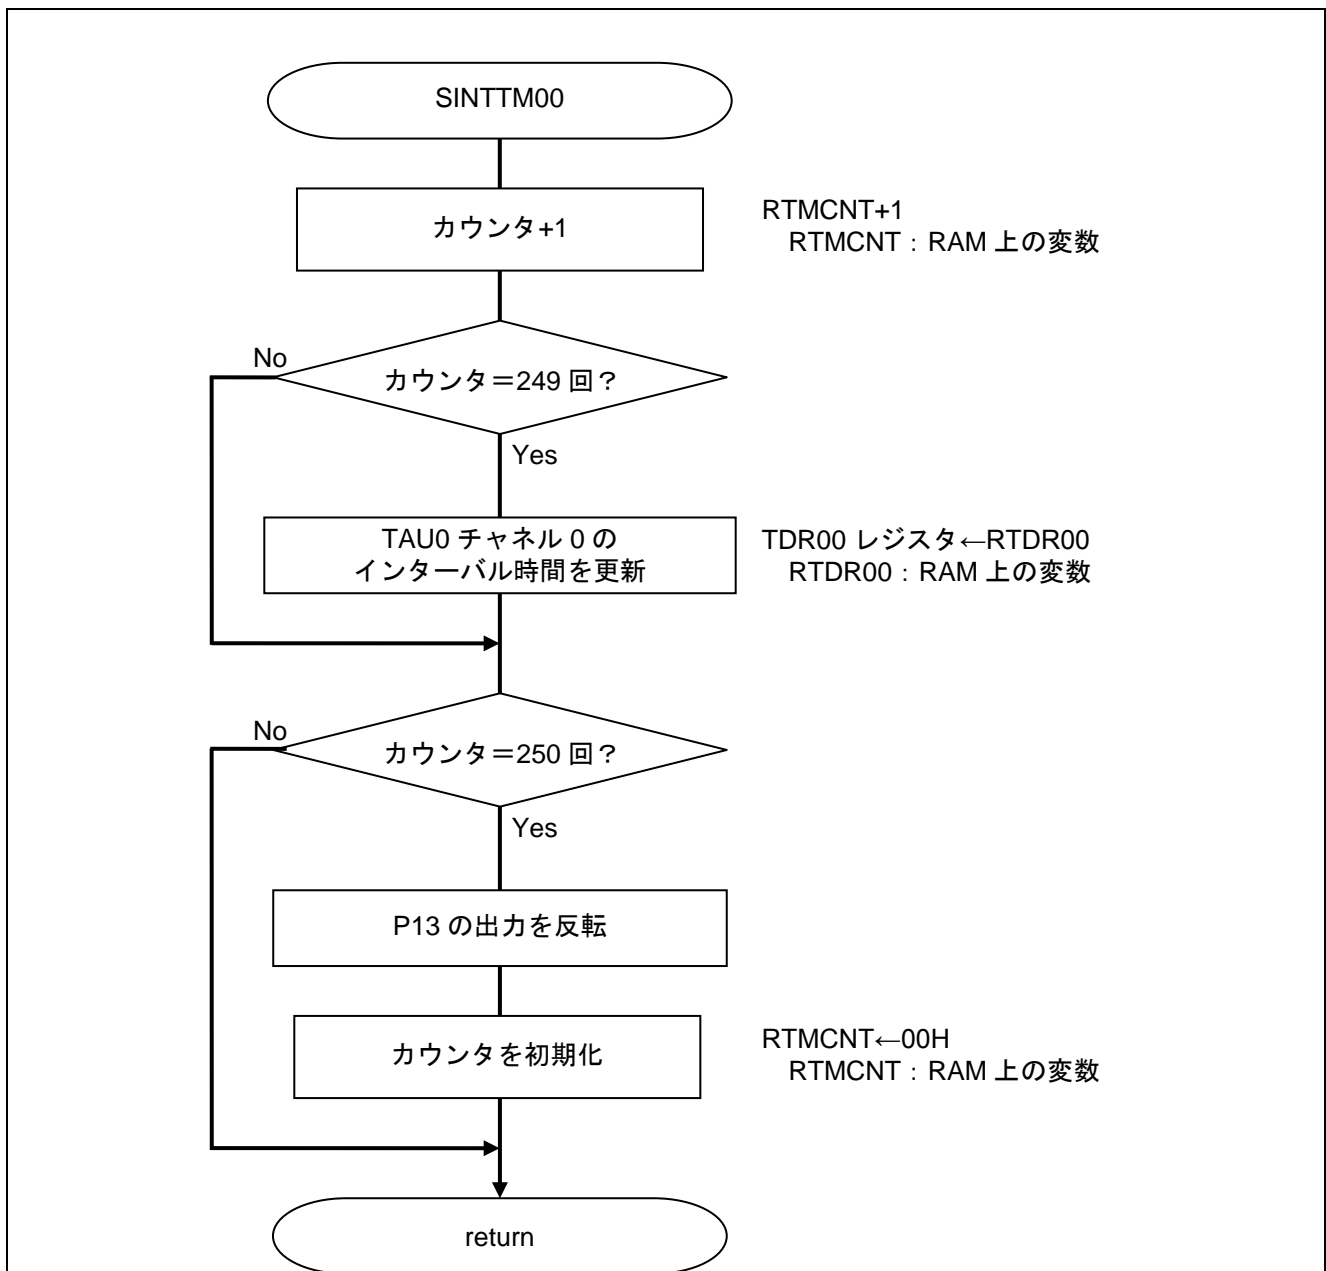 SINTTM00
カウンタ+1
RTMCNT+1
RTMCNT：RAM 上の変数
No
カウンタ＝249 回？
Yes
TAU0 チャネル 0 の
インターバル時間を更新
TDR00 レジスタ←RTDR00
RTDR00：RAM 上の変数
No
カウンタ＝250 回？
Yes
P13 の出力を反転
カウンタを初期化
RTMCNT←00H
RTMCNT：RAM 上の変数
return